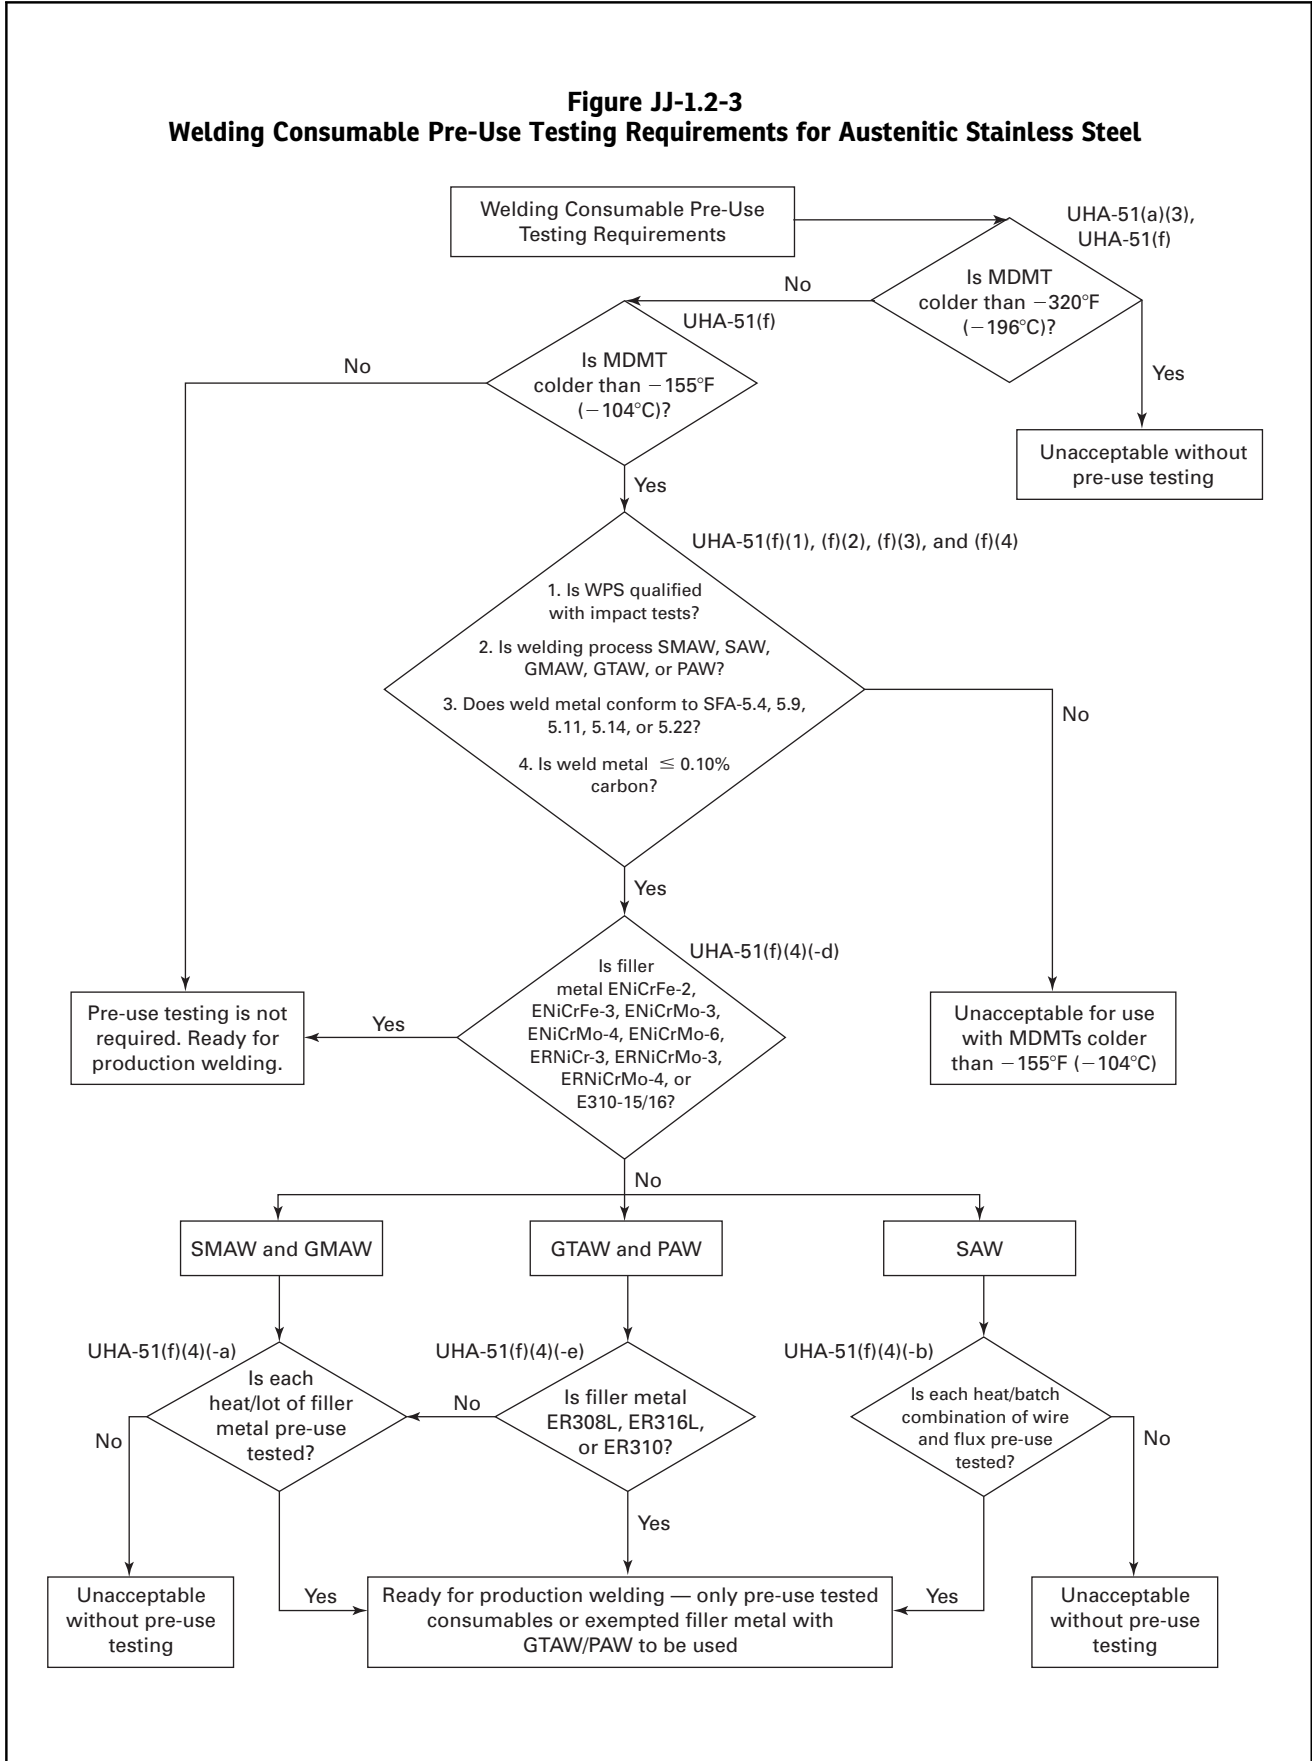 Figure JJ-1.2-3
Welding Consumable Pre-Use Testing Requirements for Austenitic Stainless Steel
Welding Consumable Pre-Use
Testing Requirements
UHA-51(a)(3),
UHA-51(f)
Is MDMT
colder than −320°F
(−196°C)?
No
Yes
Unacceptable without
pre-use testing
UHA-51(f)
Is MDMT
colder than −155°F
(−104°C)?
No
Yes
UHA-51(f)(1), (f)(2), (f)(3), and (f)(4)
1. Is WPS qualified
with impact tests?
2. Is welding process SMAW, SAW,
GMAW, GTAW, or PAW?
3. Does weld metal conform to SFA-5.4, 5.9,
5.11, 5.14, or 5.22?
4. Is weld metal ≤ 0.10%
carbon?
No
Yes
UHA-51(f)(4)(-d)
Is filler
metal ENiCrFe-2,
ENiCrFe-3, ENiCrMo-3,
ENiCrMo-4, ENiCrMo-6,
ERNiCr-3, ERNiCrMo-3,
ERNiCrMo-4, or
E310-15/16?
Yes
Pre-use testing is not
required. Ready for
production welding.
Unacceptable for use
with MDMTs colder
than −155°F (−104°C)
No
SMAW and GMAW
GTAW and PAW
SAW
UHA-51(f)(4)(-a)
Is each
heat/lot of filler
metal pre-use
tested?
No
UHA-51(f)(4)(-e)
Is filler metal
ER308L, ER316L,
or ER310?
No
Yes
UHA-51(f)(4)(-b)
Is each heat/batch
combination of wire
and flux pre-use
tested?
No
Unacceptable
without pre-use
testing
Yes
Ready for production welding — only pre-use tested
consumables or exempted filler metal with
GTAW/PAW to be used
Yes
Unacceptable
without pre-use
testing